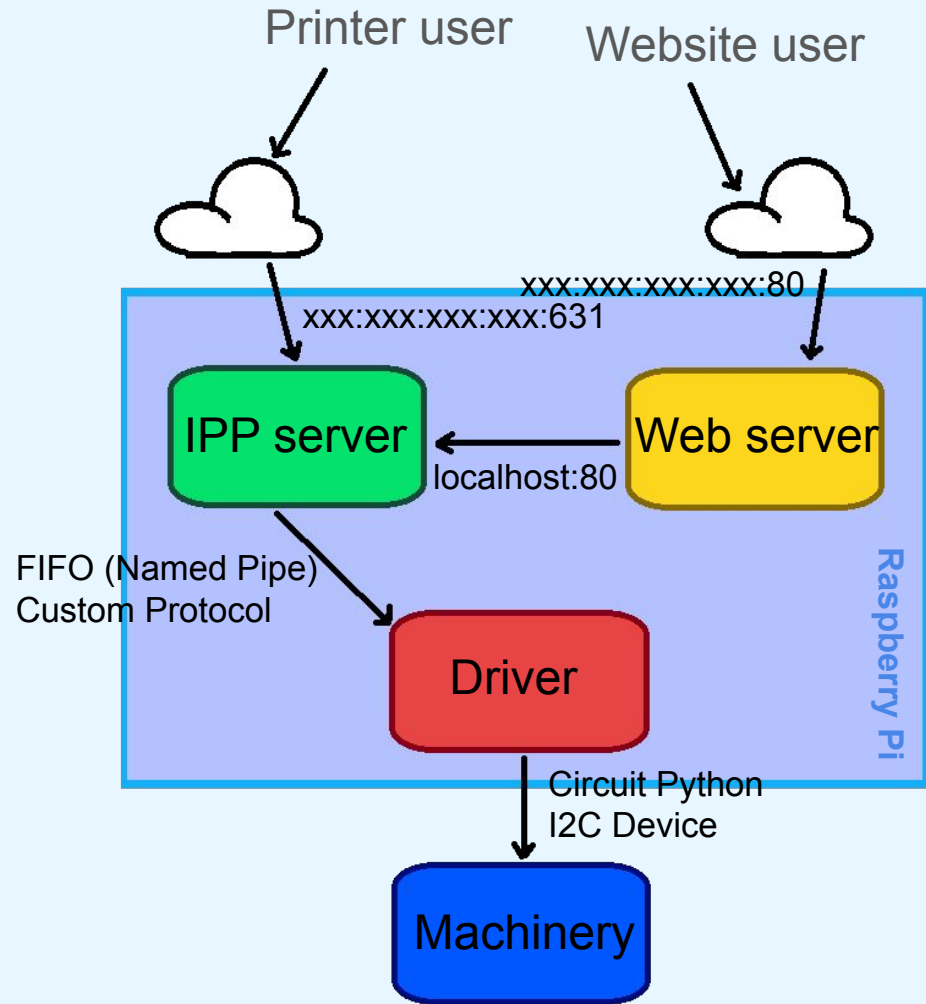 Printer user
Website user
xxx:xxx:xxx:xxx:80
xxx:xxx:xxx:xxx:631
IPP server
Web server
localhost:80
FIFO (Named Pipe)
Custom Protocol
Raspberry Pi
Driver
Circuit Python
I2C Device
Machinery